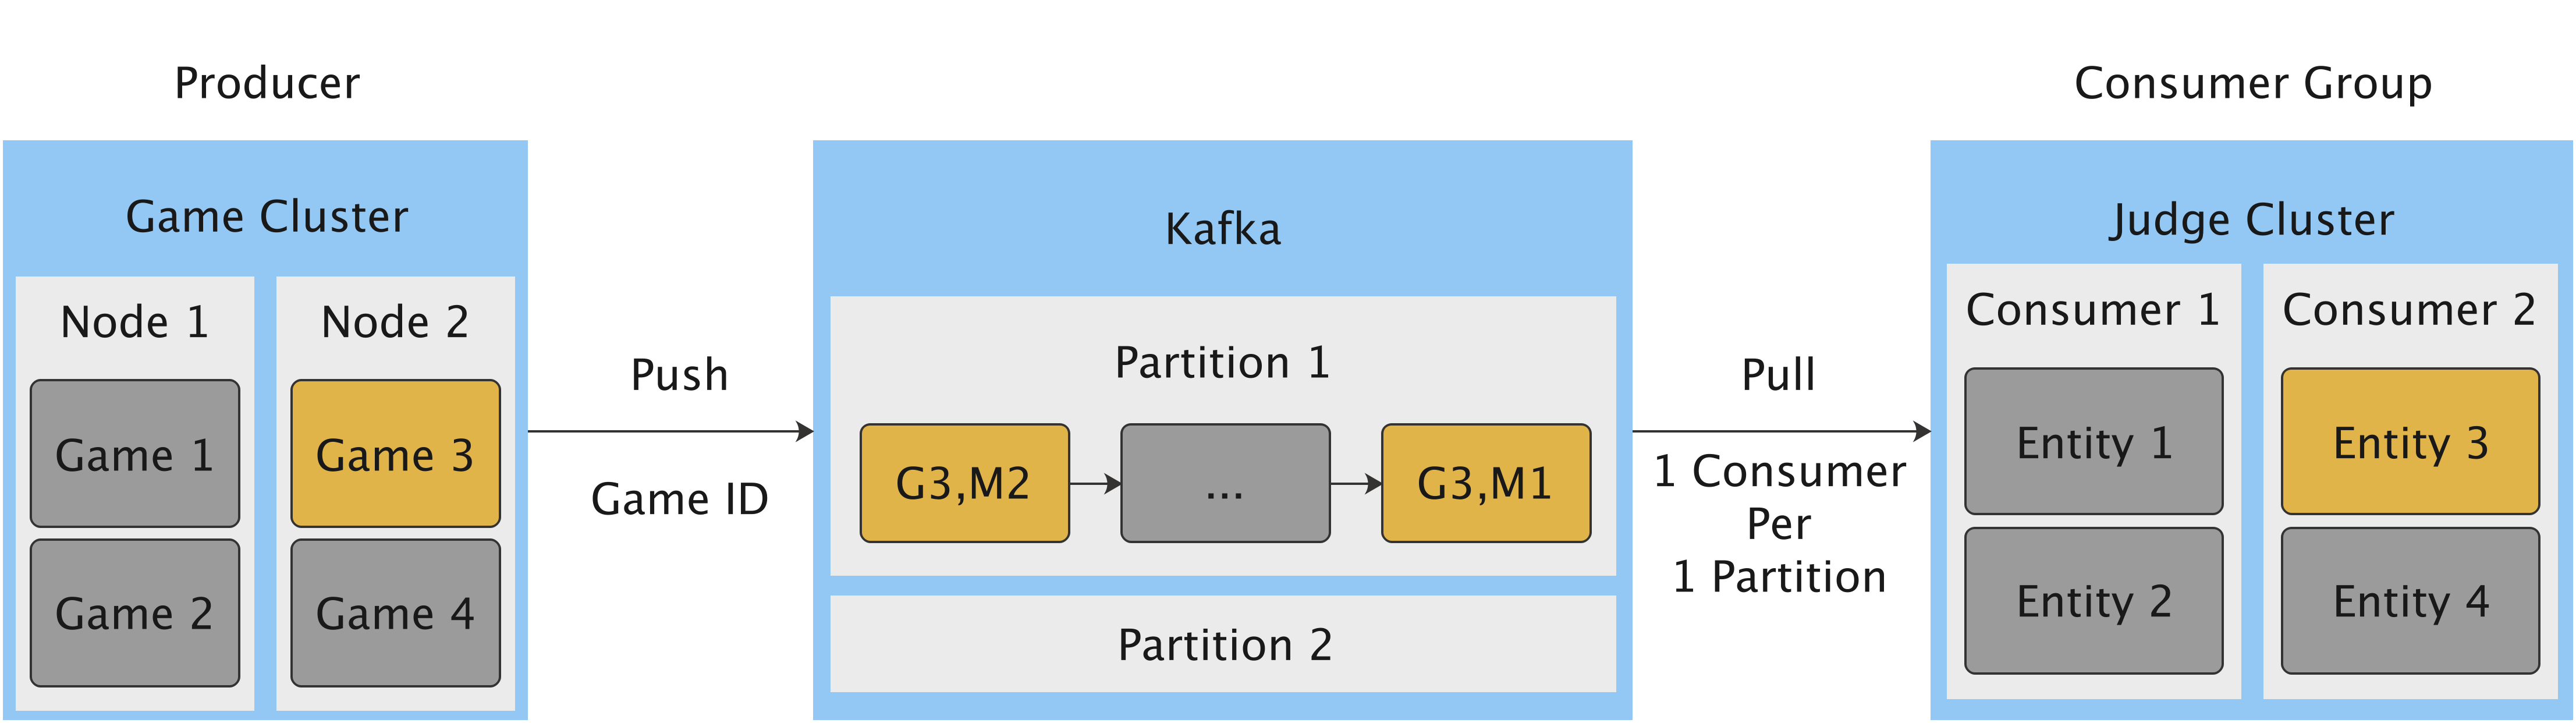 Producer
Game Cluster
Node 1
Game 1
Game 2
Node 2
Game 3
Game 4
Push
Game ID
Kafka
Partition 1
G3,M2
...
G3,M1
Partition 2
Pull
1 Consumer
Per
1 Partition
Consumer Group
Judge Cluster
Consumer 1
Entity 1
Entity 2
Consumer 2
Entity 3
Entity 4